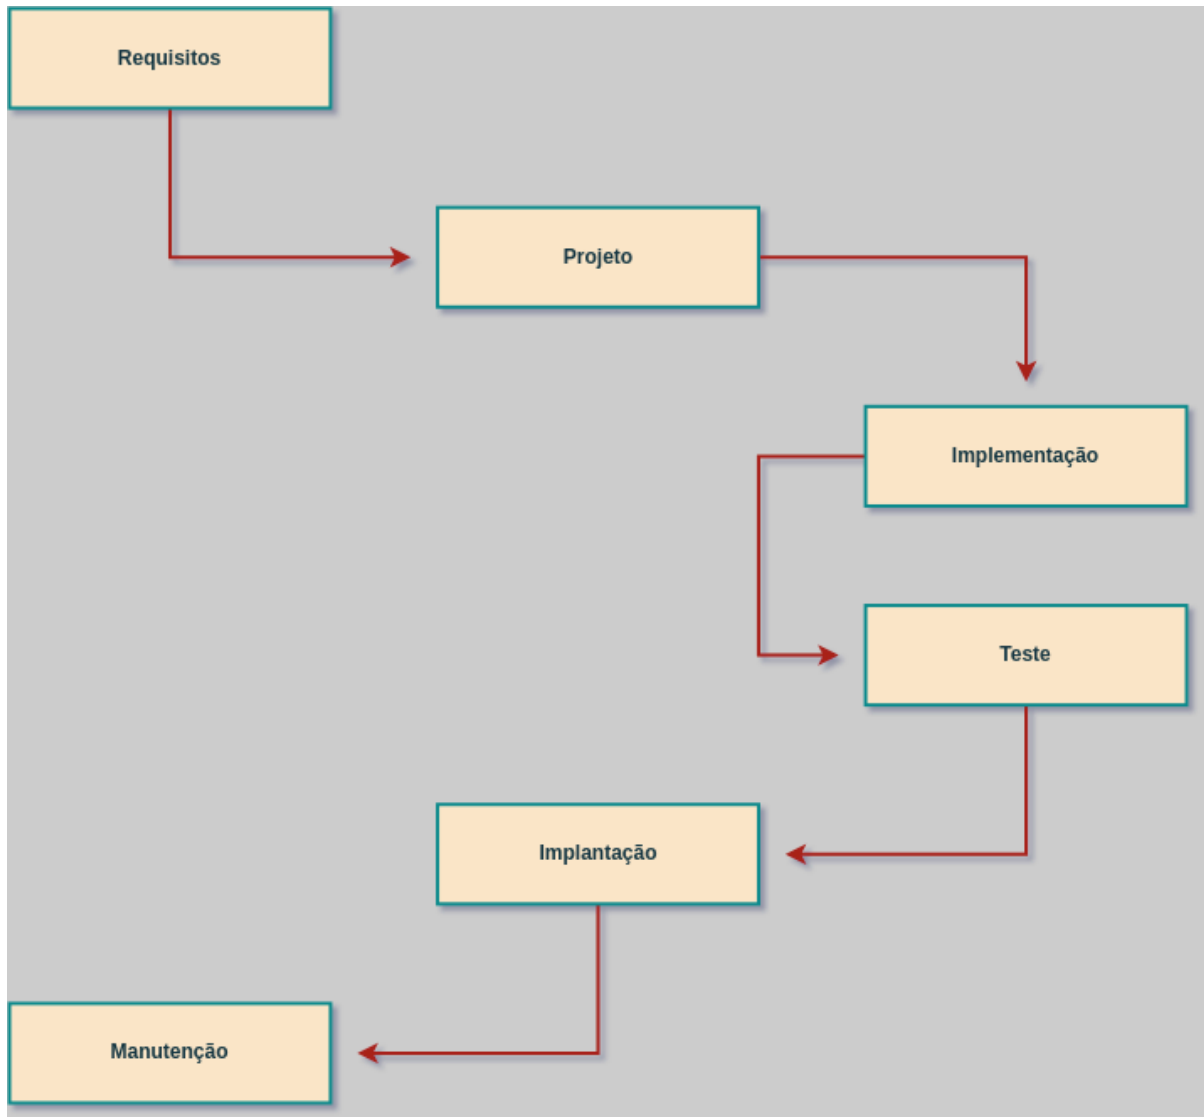 Requisitos
Projeto
Implementação
Teste
Implantação
Manutenção